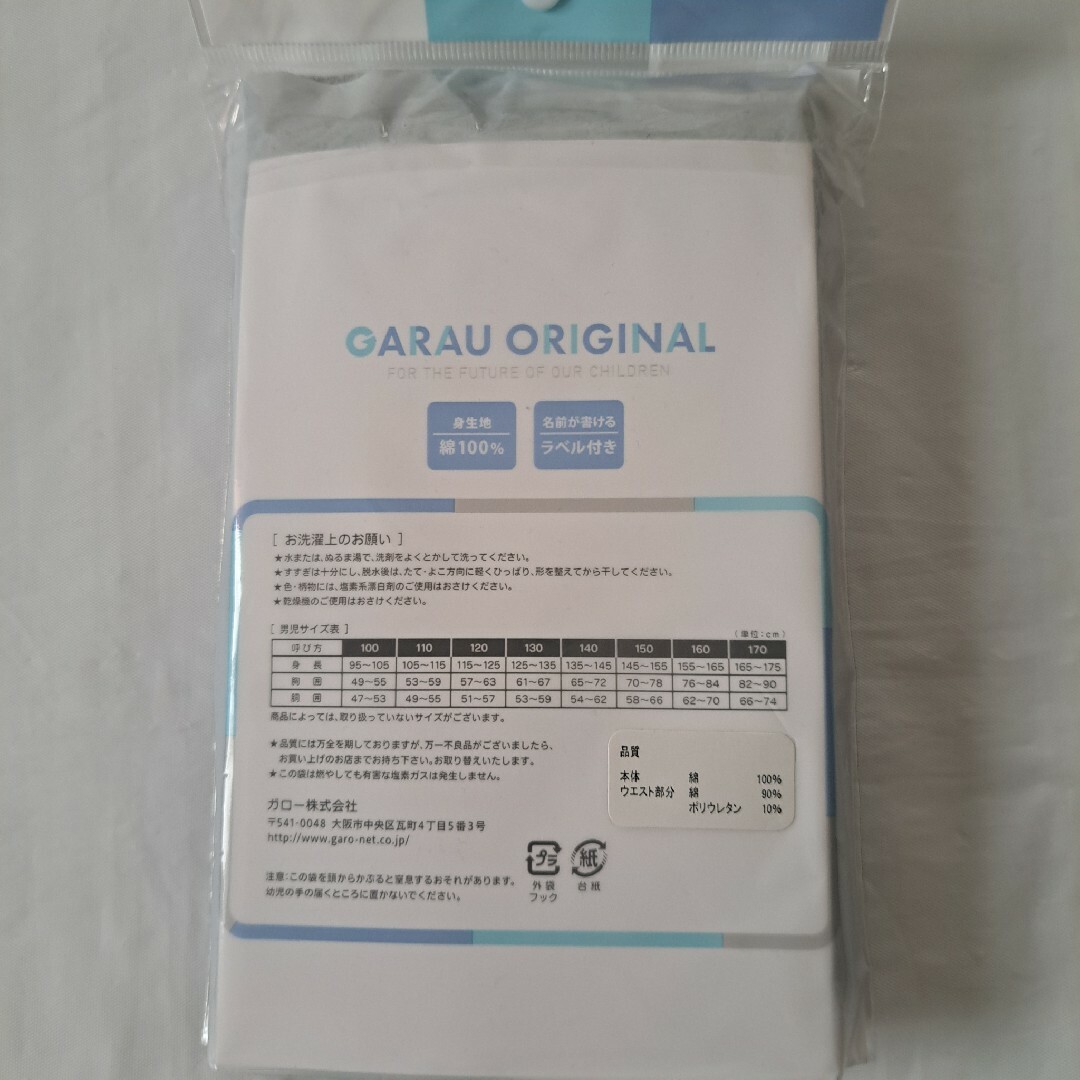 GARAU ORIGINAL
FOR THE FUTURE OF OUR CHILDREN
身生地
綿100%
名前が書ける
ラベル付き
[ お洗濯上のお願い ]
★水または、ぬるま湯で、洗剤をよくとかして洗ってください。
★すすぎは十分にし、脱水後は、たて・よこ方向に軽くひっぱり、形を整えてから干してください。
★色・柄物には、塩素系漂白剤のご使用はおさけください。
★乾燥機のご使用はおさけください。
[ 男児サイズ表 ]
(単位:cm)
呼び方 100 110 120 130 140 150 160 170
身長 95~105 105~115 115~125 125~135 135~145 145~155 155~165 165~175
胸囲 49~55 53~59 57~63 61~67 65~72 70~78 76~84 82~90
胴囲 47~53 49~55 51~57 53~59 54~62 58~66 62~70 66~74
商品によっては、取り扱っていないサイズがございます。
★品質には万全を期しておりますが、万一不良品がございましたら、
お買い上げのお店までお持ち下さい。お取り替えいたします。
★この袋は燃やしても有害な塩素ガスは発生しません。
ガロー株式会社
〒541-0048 大阪市中央区瓦町4丁目5番3号
http://www.garo-net.co.jp/
注意:この袋を頭からかぶると窒息するおそれがあります。
幼児の手の届くところに置かないでください。
プラ
外袋
フック
紙
台紙
品質
本体 綿 100%
ウエスト部分 綿 90%
ポリウレタン 10%